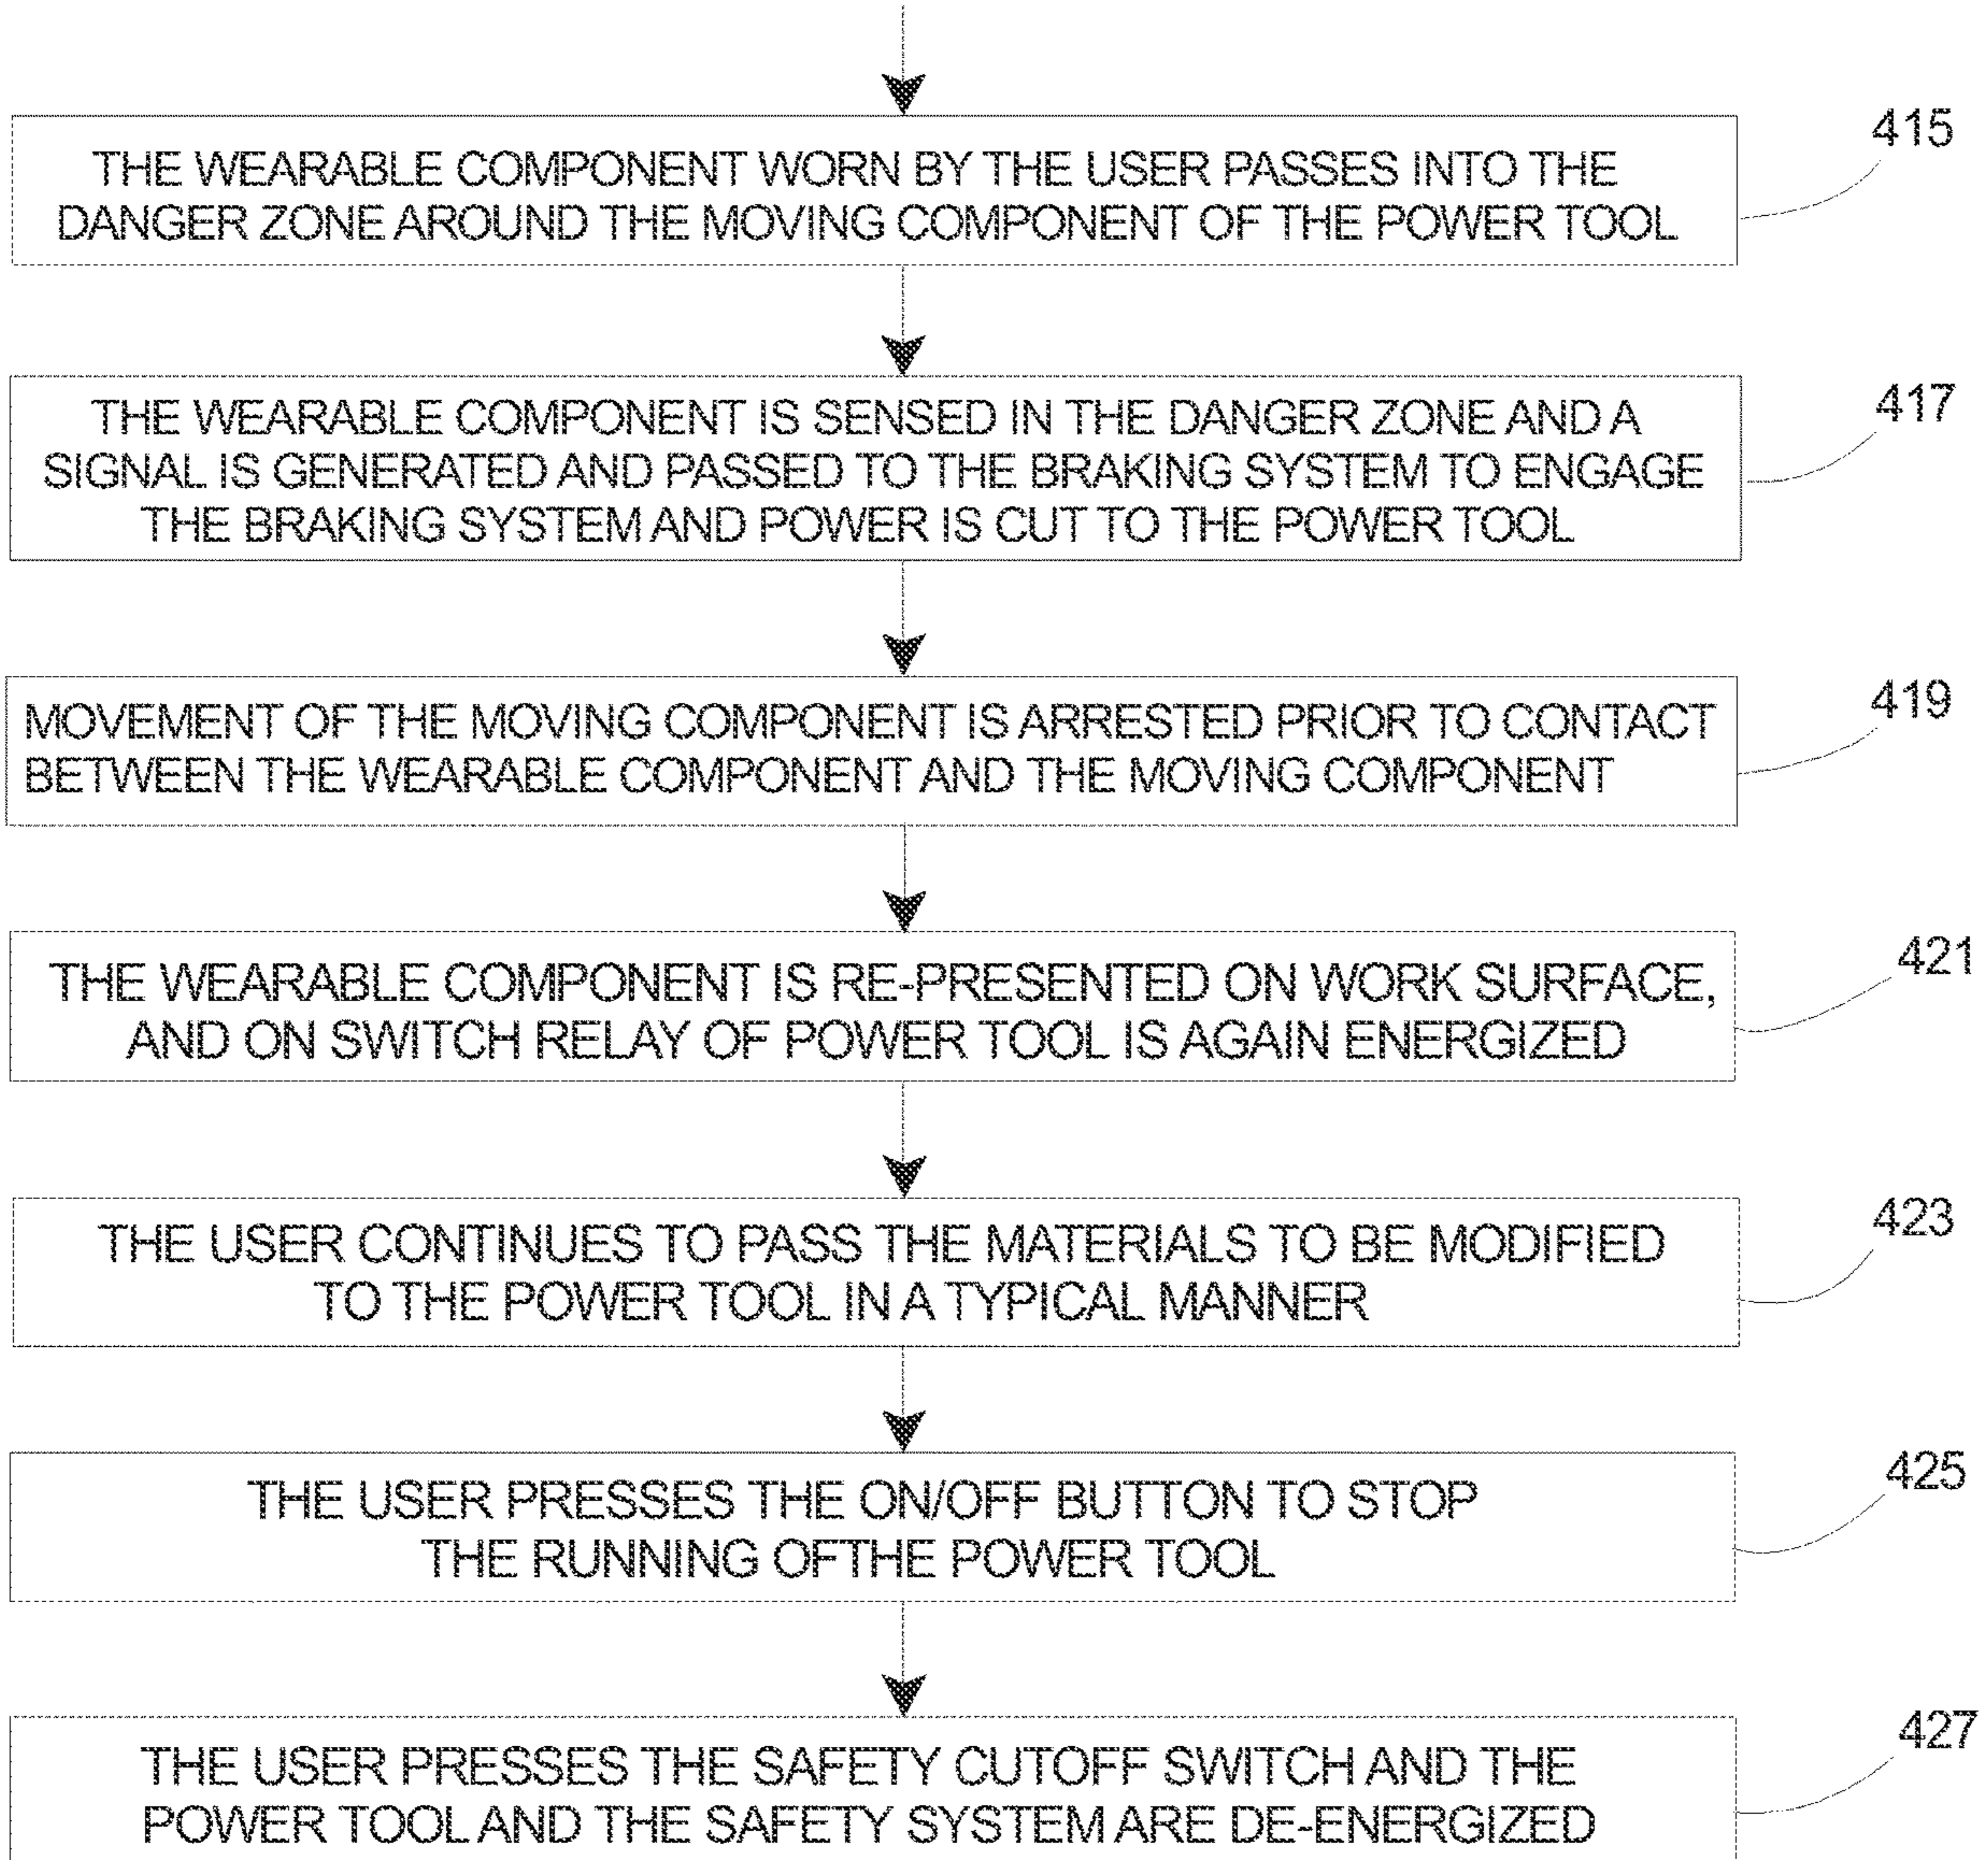 THE WEARABLE COMPONENT WORN BY THE USER PASSES INTO THE
DANGER ZONE AROUND THE MOVING COMPONENT OF THE POWER TOOL
415
THE WEARABLE COMPONENT IS SENSED IN THE DANGER ZONE AND A
SIGNAL IS GENERATED AND PASSED TO THE BRAKING SYSTEM TO ENGAGE
THE BRAKING SYSTEM AND POWER IS CUT TO THE POWER TOOL
417
MOVEMENT OF THE MOVING COMPONENT IS ARRESTED PRIOR TO CONTACT
BETWEEN THE WEARABLE COMPONENT AND THE MOVING COMPONENT
419
THE WEARABLE COMPONENT IS RE-PRESENTED ON WORK SURFACE,
AND ON SWITCH RELAY OF POWER TOOL IS AGAIN ENERGIZED
421
THE USER CONTINUES TO PASS THE MATERIALS TO BE MODIFIED
TO THE POWER TOOL IN A TYPICAL MANNER
423
THE USER PRESSES THE ON/OFF BUTTON TO STOP
THE RUNNING OFTHE POWER TOOL
425
THE USER PRESSES THE SAFETY CUTOFF SWITCH AND THE
POWER TOOL AND THE SAFETY SYSTEM ARE DE-ENERGIZED
427